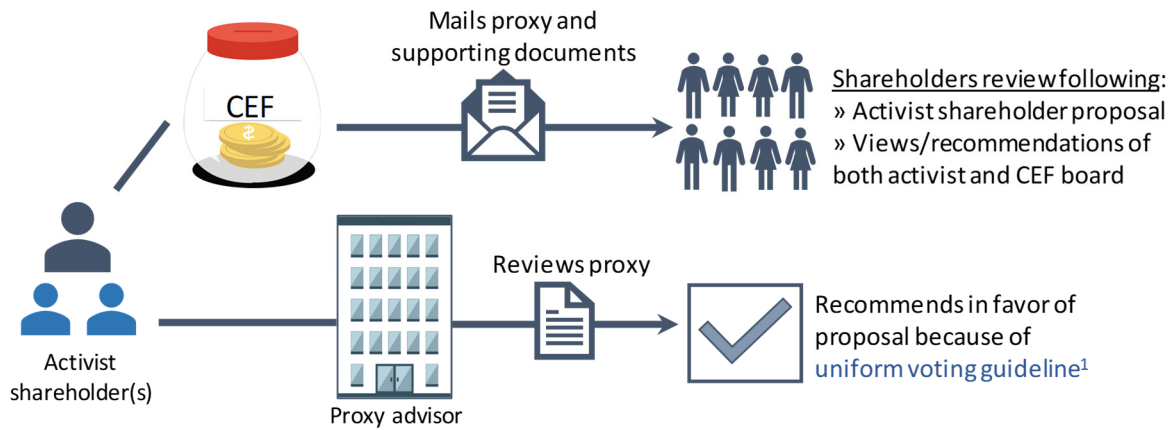 Mails proxy and
supporting documents
CEF
$
Shareholders review following:
» Activist shareholder proposal
» Views/recommendations of
both activist and CEF board
Reviews proxy
Recommends in favor of
proposal because of
uniform voting guideline¹
Activist
shareholder(s)
Proxy advisor